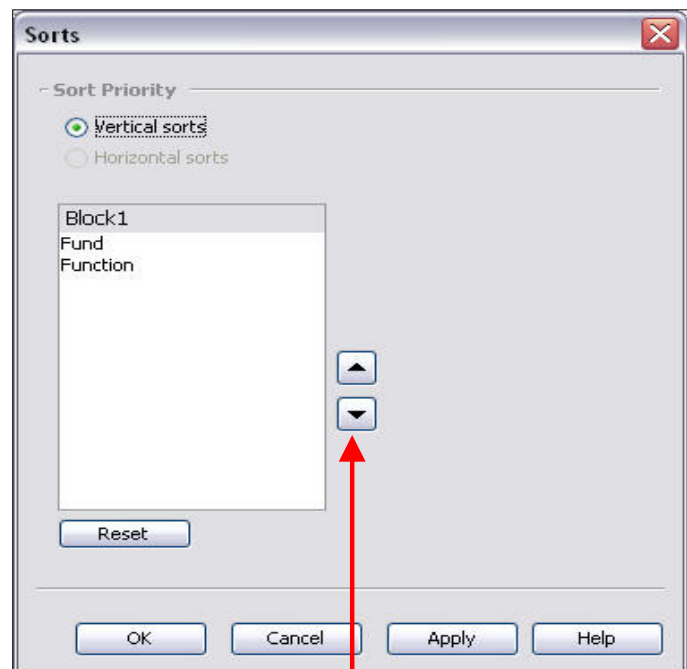 Sorts
Sort Priority
Vertical sorts
Horizontal sorts
Block1
Fund
Function
Reset
OK Cancel Apply Help